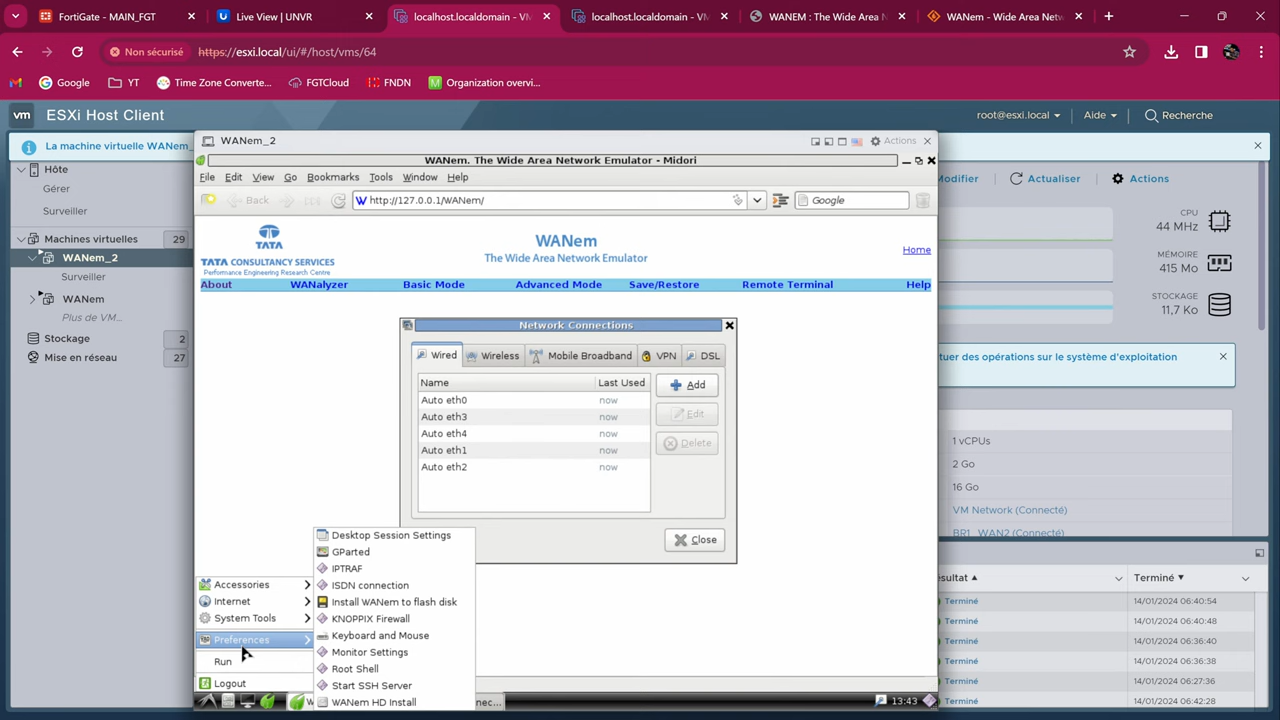 FortiGate - MAIN_FGT
Live View | UNVR
localhost.localdomain - VM
localhost.localdomain - VM
WANEM : The Wide Area N
WANem - Wide Area Netw
Non sécurisé
https://esxi.local/ui/#/host/vms/64
Google
YT
Time Zone Converte...
FGTCloud
FNDN
Organization overvi...
vm
ESXi Host Client
root@esxi.local
Aide
Recherche
La machine virtuelle WANem_
Hôte
Gérer
Surveiller
Machines virtuelles
29
WANem_2
Surveiller
WANem
Plus de VM...
Stockage
2
Mise en réseau
27
WANem_2
Actions
WANem. The Wide Area Network Emulator - Midori
File
Edit
View
Go
Bookmarks
Tools
Window
Help
Back
http://127.0.0.1/WANem/
Google
TATA
TATA CONSULTANCY SERVICES
Performance Engineering Research Centre
WANem
The Wide Area Network Emulator
Home
About
WANalyzer
Basic Mode
Advanced Mode
Save/Restore
Remote Terminal
Help
Network Connections
Wired
Wireless
Mobile Broadband
VPN
DSL
Name
Last Used
Auto eth0
now
Auto eth3
now
Auto eth4
now
Auto eth1
now
Auto eth2
now
Add
Edit
Delete
Close
Accessories
Internet
System Tools
Preferences
Run
Logout
Desktop Session Settings
GParted
IPTRAF
ISDN connection
Install WANem to flash disk
KNOPPIX Firewall
Keyboard and Mouse
Monitor Settings
Root Shell
Start SSH Server
WANem HD Install
W
nec...
13:43
Modifier
Actualiser
Actions
CPU
44 MHz
MÉMOIRE
415 Mo
STOCKAGE
11,7 Ko
tuer des opérations sur le système d'exploitation
1 vCPUs
2 Go
16 Go
VM Network (Connecté)
BR1_WAN2 (Connecté)
ésultat
Terminé
Terminé
14/01/2024 06:40:54
Terminé
14/01/2024 06:40:48
Terminé
14/01/2024 06:36:40
Terminé
14/01/2024 06:36:38
Terminé
14/01/2024 06:27:36
Terminé
14/01/2024 06:42:28